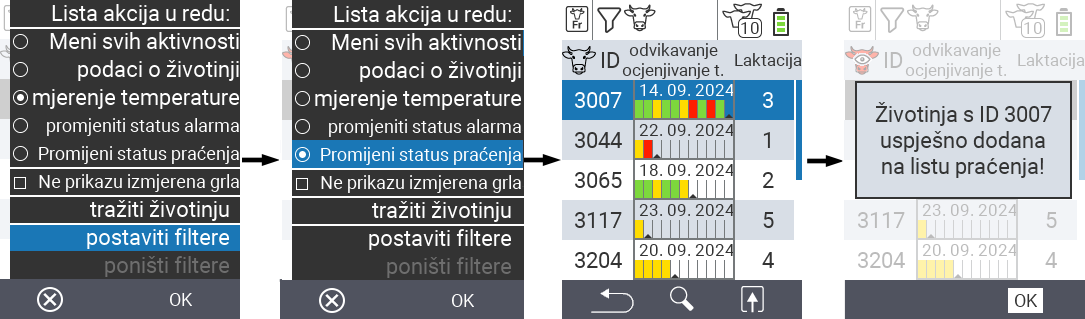 Lista akcija u redu:
Meni svih aktivnosti
podaci o životinji
mjerenje temperature
promjeniti status alarma
Promijeni status praćenja
Ne prikazu izmjerena grla
tražiti životinju
postaviti filtere
poništi filtere
OK
Lista akcija u redu:
Meni svih aktivnosti
podaci o životinji
mjerenje temperature
promjeniti status alarma
Promijeni status praćenja
Ne prikazu izmjerena grla
tražiti životinju
postaviti filtere
poništi filtere
OK
Fr
10
ID
odvikavanje
ocjenjivanje t.
Laktacija
3007 14.09.2024 3
3044 22.09.2024 1
3065 18.09.2024 2
3117 23.09.2024 5
3204 20.09.2024 4
Fr
10
ID
odvikavanje
ocjenjivanje t.
Laktacija
Životinja s ID 3007
uspješno dodana
na listu praćenja!
3117 23.09.2024 5
3204 20.09.2024 4
OK